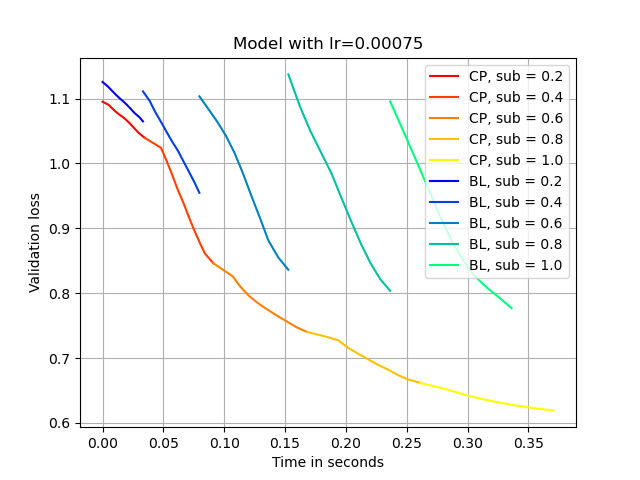 Model with lr=0.00075
Validation loss
1.1
1.0
0.9
0.8
0.7
0.6
CP, sub = 0.2
CP, sub = 0.4
CP, sub = 0.6
CP, sub = 0.8
CP, sub = 1.0
BL, sub = 0.2
BL, sub = 0.4
BL, sub = 0.6
BL, sub = 0.8
BL, sub = 1.0
0.00 0.05 0.10 0.15 0.20 0.25 0.30 0.35
Time in seconds